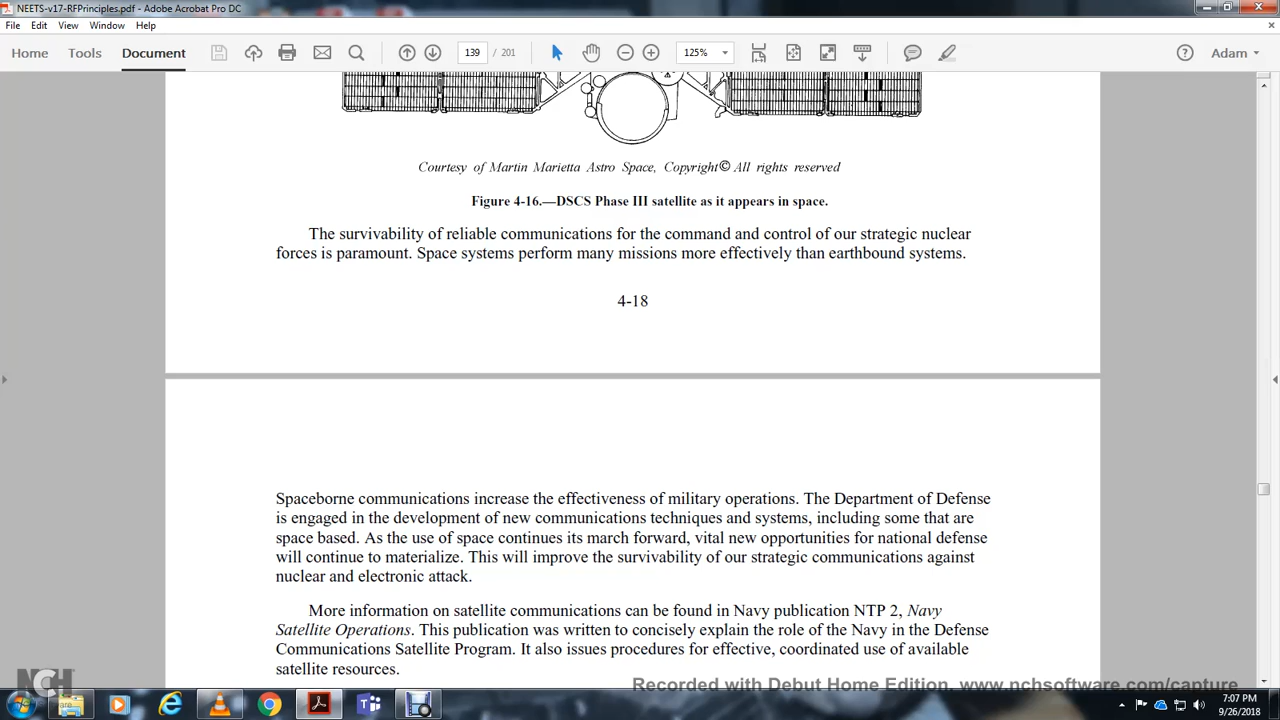 NEETS-v17-RFPrinciples.pdf - Adobe Acrobat Pro DC
File Edit View Window Help
Home Tools Document 139 / 201 125% Adam
Courtesy of Martin Marietta Astro Space, Copyright© All rights reserved
Figure 4-16.—DSCS Phase III satellite as it appears in space.
The survivability of reliable communications for the command and control of our strategic nuclear
forces is paramount. Space systems perform many missions more effectively than earthbound systems.
4-18
Spaceborne communications increase the effectiveness of military operations. The Department of Defense
is engaged in the development of new communications techniques and systems, including some that are
space based. As the use of space continues its march forward, vital new opportunities for national defense
will continue to materialize. This will improve the survivability of our strategic communications against
nuclear and electronic attack.
More information on satellite communications can be found in Navy publication NTP 2, Navy
Satellite Operations. This publication was written to concisely explain the role of the Navy in the Defense
Communications Satellite Program. It also issues procedures for effective, coordinated use of available
satellite resources.
NCH
Recorded with Debut Home Edition. www.nchsoftware.com/capture
7:07 PM
9/26/2018